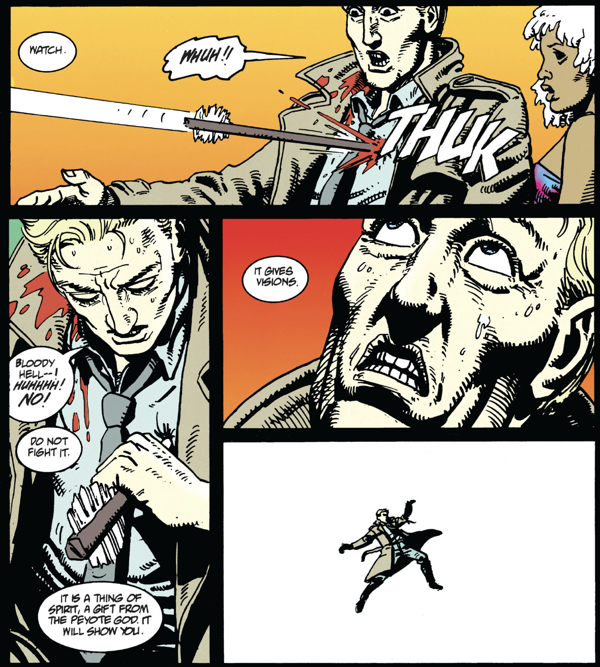 WATCH.
WHUH!!
THUK
BLOODY
HELL--!
HUHHHH!
NO!
DO NOT
FIGHT IT.
IT IS A THING OF
SPIRIT, A GIFT FROM
THE PEYOTE GOD. IT
WILL SHOW YOU.
IT GIVES
VISIONS.